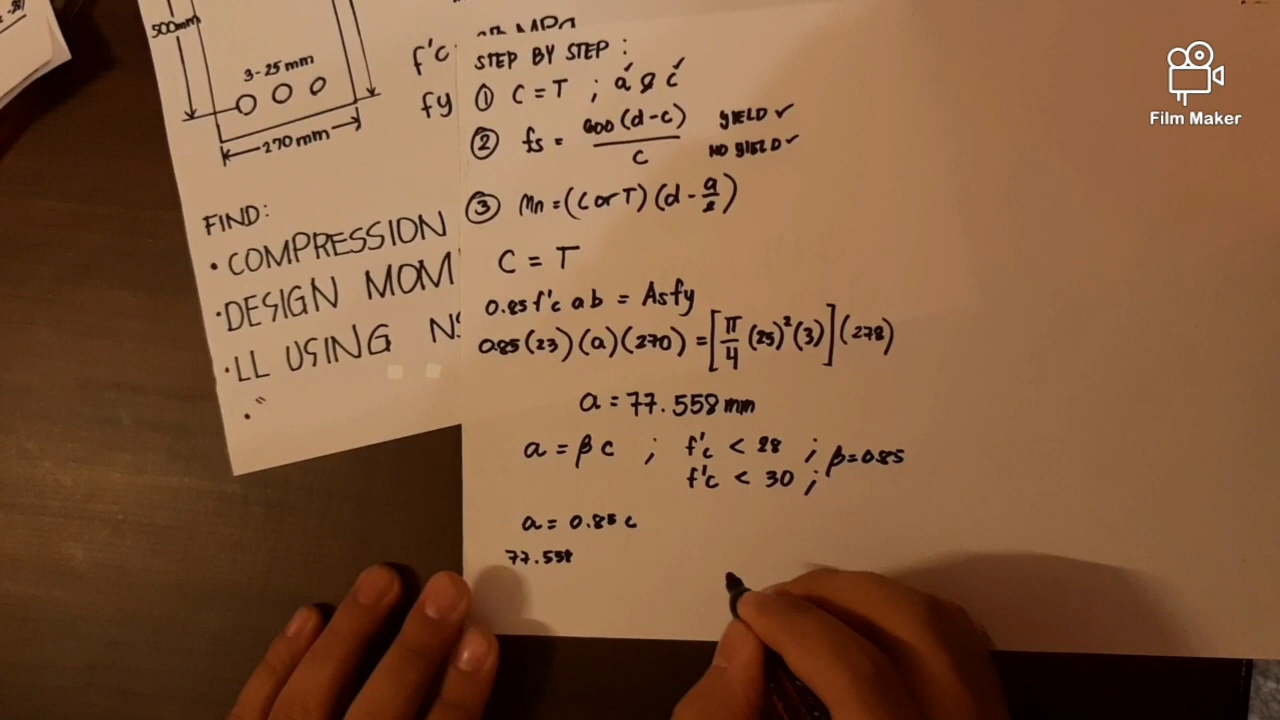 500mm
3-25 mm
270 mm
f'c :
fy
FIND:
• COMPRESSION
• DESIGN MOM
• LL USING NS
• "
STEP BY STEP :
① C = T ; a & c
② fs = 600 (d-c) / c YIELD ✓
NO YIELD ✓
③ Mn = (C or T) (d - a/2)
C = T
0.85 f'c a b = As fy
0.85 (23) (a) (270) = [π/4 (25)² (3)] (278)
a = 77.558 mm
a = β c ; f'c < 28 ; β = 0.85
f'c < 30 ;
a = 0.85 c
77.558
Film Maker